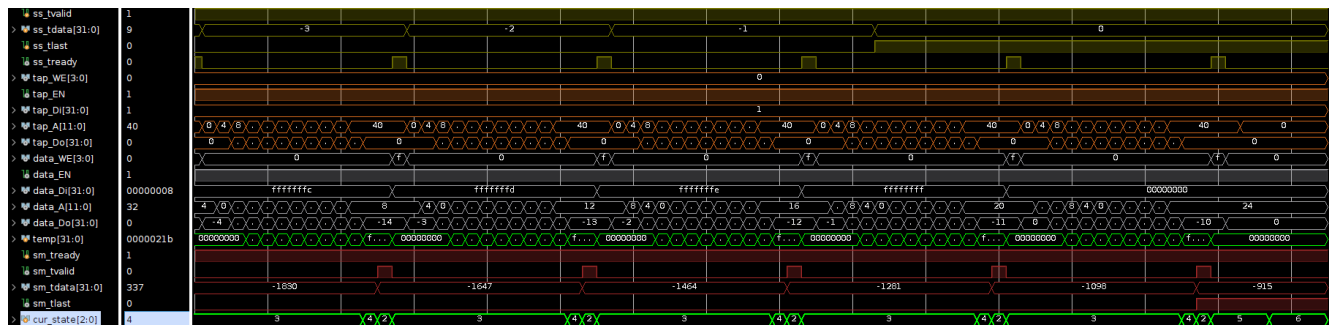 ss_tvalid 1
ss_tdata[31:0] 9 -3 -2 -1 0
ss_tlast 0
ss_tready 0
tap_WE[3:0] 0 0
tap_EN 1
tap_Di[31:0] 1 1
tap_A[11:0] 40 0 4 8 40 0 4 8 40 0 4 8 40 0 4 8 40 0 4 8 40 0
tap_Do[31:0] 0 0 0 0 0 0 0
data_WE[3:0] 0 0 f 0 f 0 f 0 f 0 f 0
data_EN 1
data_Di[31:0] 00000008 fffffffc fffffffd fffffffe ffffffff 00000000
data_A[11:0] 32 4 0 8 8 4 0 12 8 4 0 16 8 4 0 20 8 4 0 24
data_Do[31:0] 0 -4 -14 -3 -13 -2 -12 -1 -11 0 -10 0
temp[31:0] 0000021b 00000000 f... 00000000 f... 00000000 f... 00000000 f... 00000000 f... 00000000
sm_tready 1
sm_tvalid 0
sm_tdata[31:0] 337 -1830 -1647 -1464 -1281 -1098 -915
sm_tlast 0
cur_state[2:0] 4 3 4 2 3 4 2 3 4 2 3 4 2 3 4 2 5 6